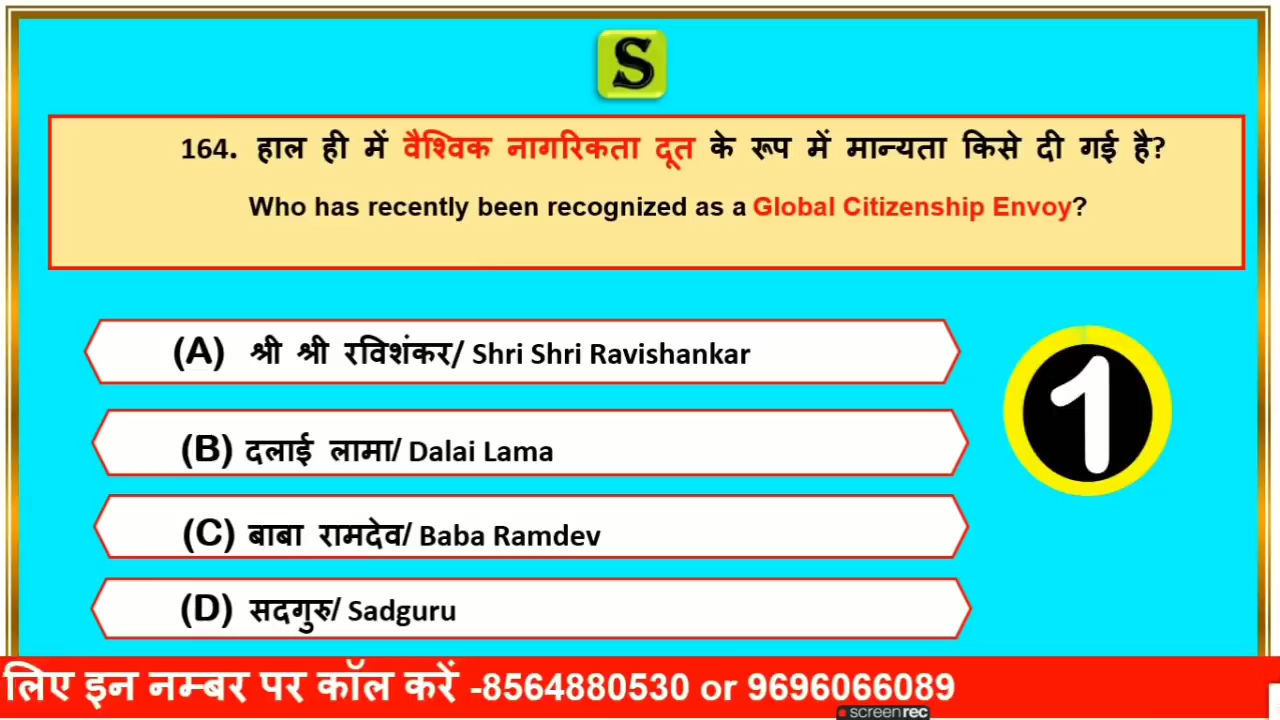 S
164. हाल ही में वैश्विक नागरिकता दूत के रूप में मान्यता किसे दी गई है?
Who has recently been recognized as a Global Citizenship Envoy?
(A) श्री श्री रविशंकर/ Shri Shri Ravishankar
1
(B) दलाई लामा/ Dalai Lama
(C) बाबा रामदेव/ Baba Ramdev
(D) सदगुरु/ Sadguru
लिए इन नम्बर पर कॉल करें -8564880530 or 9696066089
screenrec